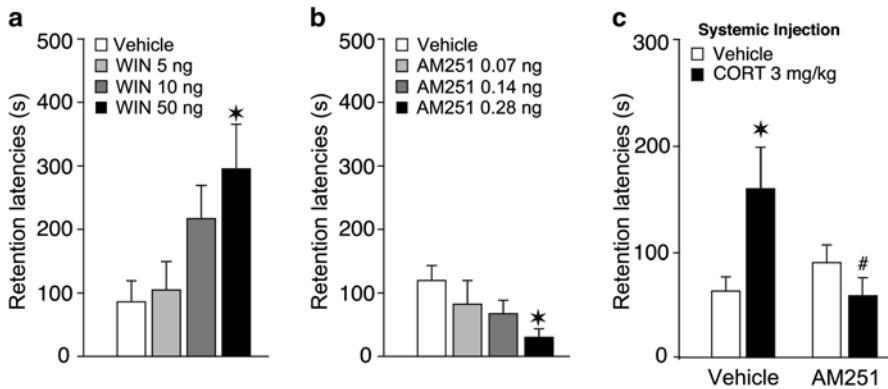 a
500
400
300
200
100
0
Retention latencies (s)
Vehicle
WIN 5 ng
WIN 10 ng
WIN 50 ng
✶
b
500
400
300
200
100
0
Retention latencies (s)
Vehicle
AM251 0.07 ng
AM251 0.14 ng
AM251 0.28 ng
✶
c
Systemic Injection
Vehicle
CORT 3 mg/kg
300
200
100
0
Retention latencies (s)
✶
#
Vehicle
AM251